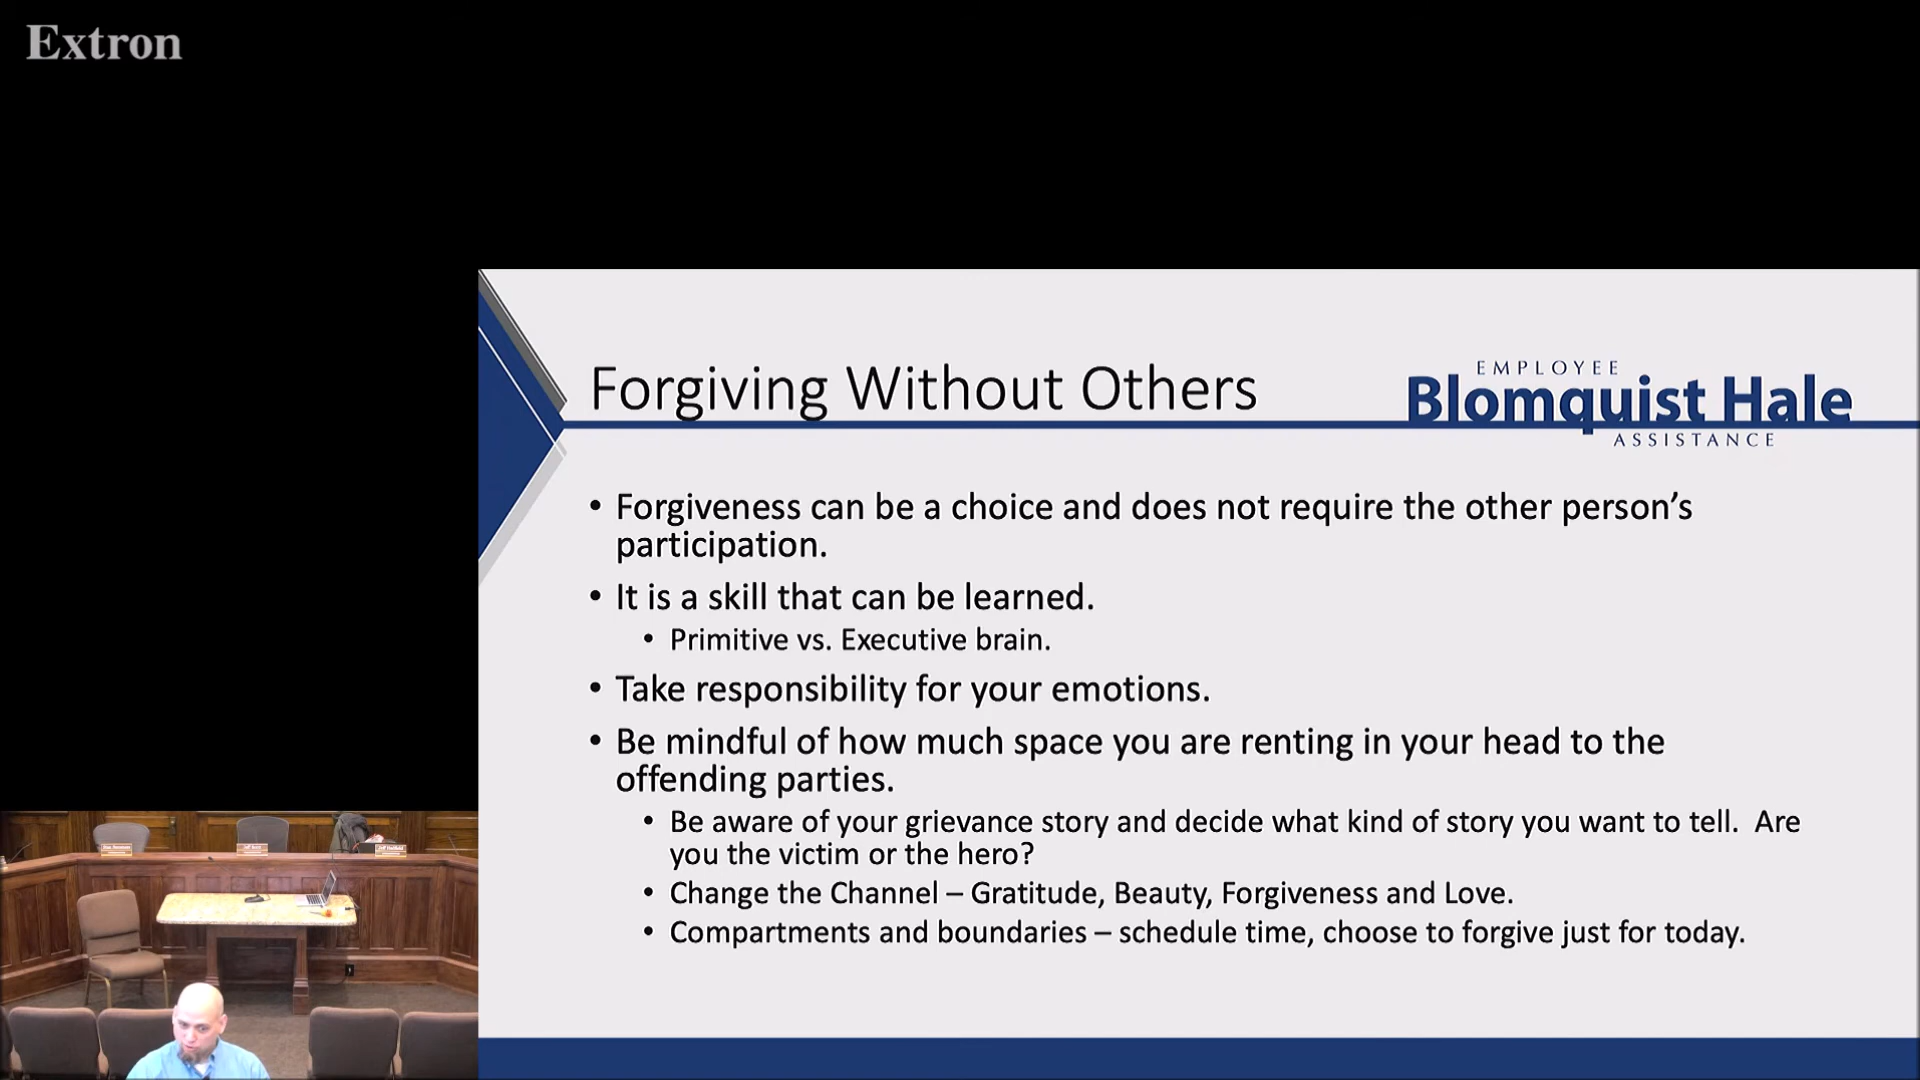 Extron
Forgiving Without Others
EMPLOYEE
Blomquist Hale
ASSISTANCE
• Forgiveness can be a choice and does not require the other person’s
participation.
• It is a skill that can be learned.
• Primitive vs. Executive brain.
• Take responsibility for your emotions.
• Be mindful of how much space you are renting in your head to the
offending parties.
• Be aware of your grievance story and decide what kind of story you want to tell.  Are
you the victim or the hero?
• Change the Channel – Gratitude, Beauty, Forgiveness and Love.
• Compartments and boundaries – schedule time, choose to forgive just for today.